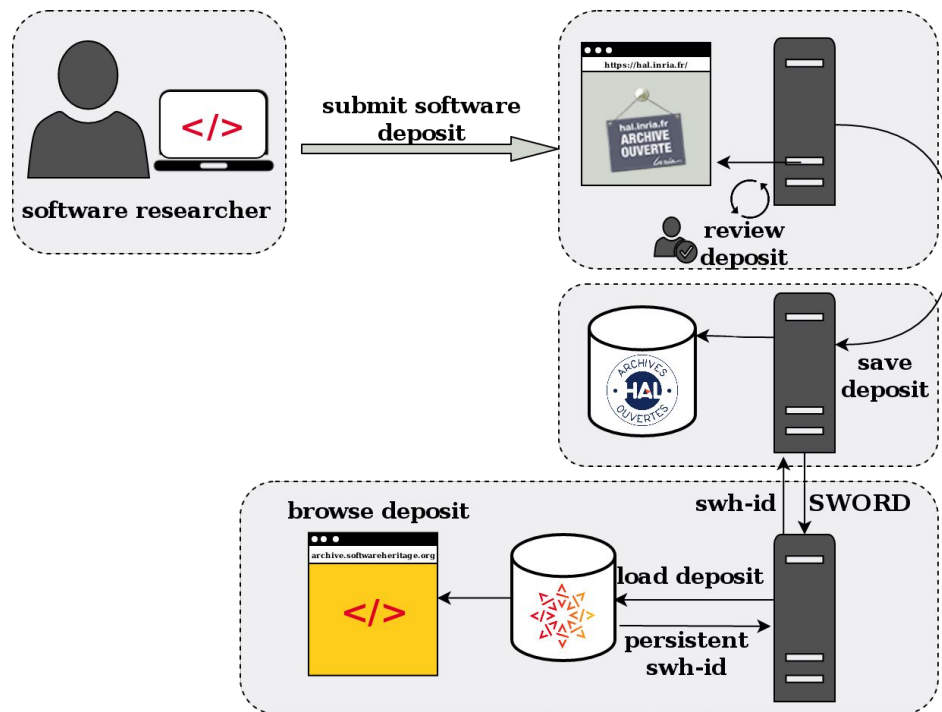 </>
software researcher
submit software
deposit
https://hal.inria.fr/
hal.inria.fr
ARCHIVE
OUVERTE
Inria
review
deposit
ARCHIVES
HAL
OUVERTES
save
deposit
swh-id
SWORD
browse deposit
archive.softwareheritage.org
</>
load deposit
persistent
swh-id